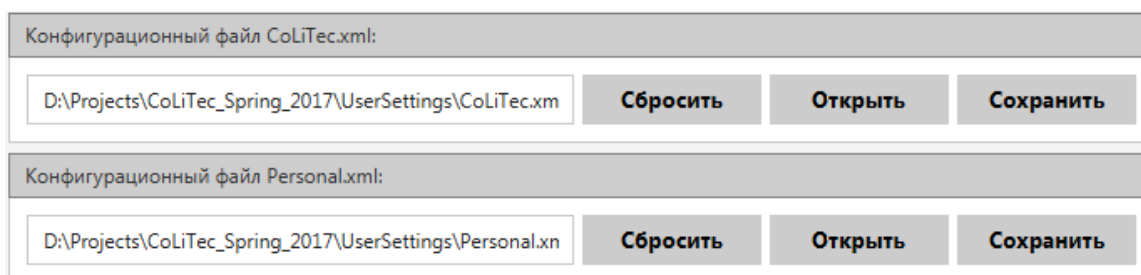 Конфигурационный файл CoLiTec.xml:
D:\Projects\CoLiTec_Spring_2017\UserSettings\CoLiTec.xm Сбросить Открыть Сохранить
Конфигурационный файл Personal.xml:
D:\Projects\CoLiTec_Spring_2017\UserSettings\Personal.xn Сбросить Открыть Сохранить